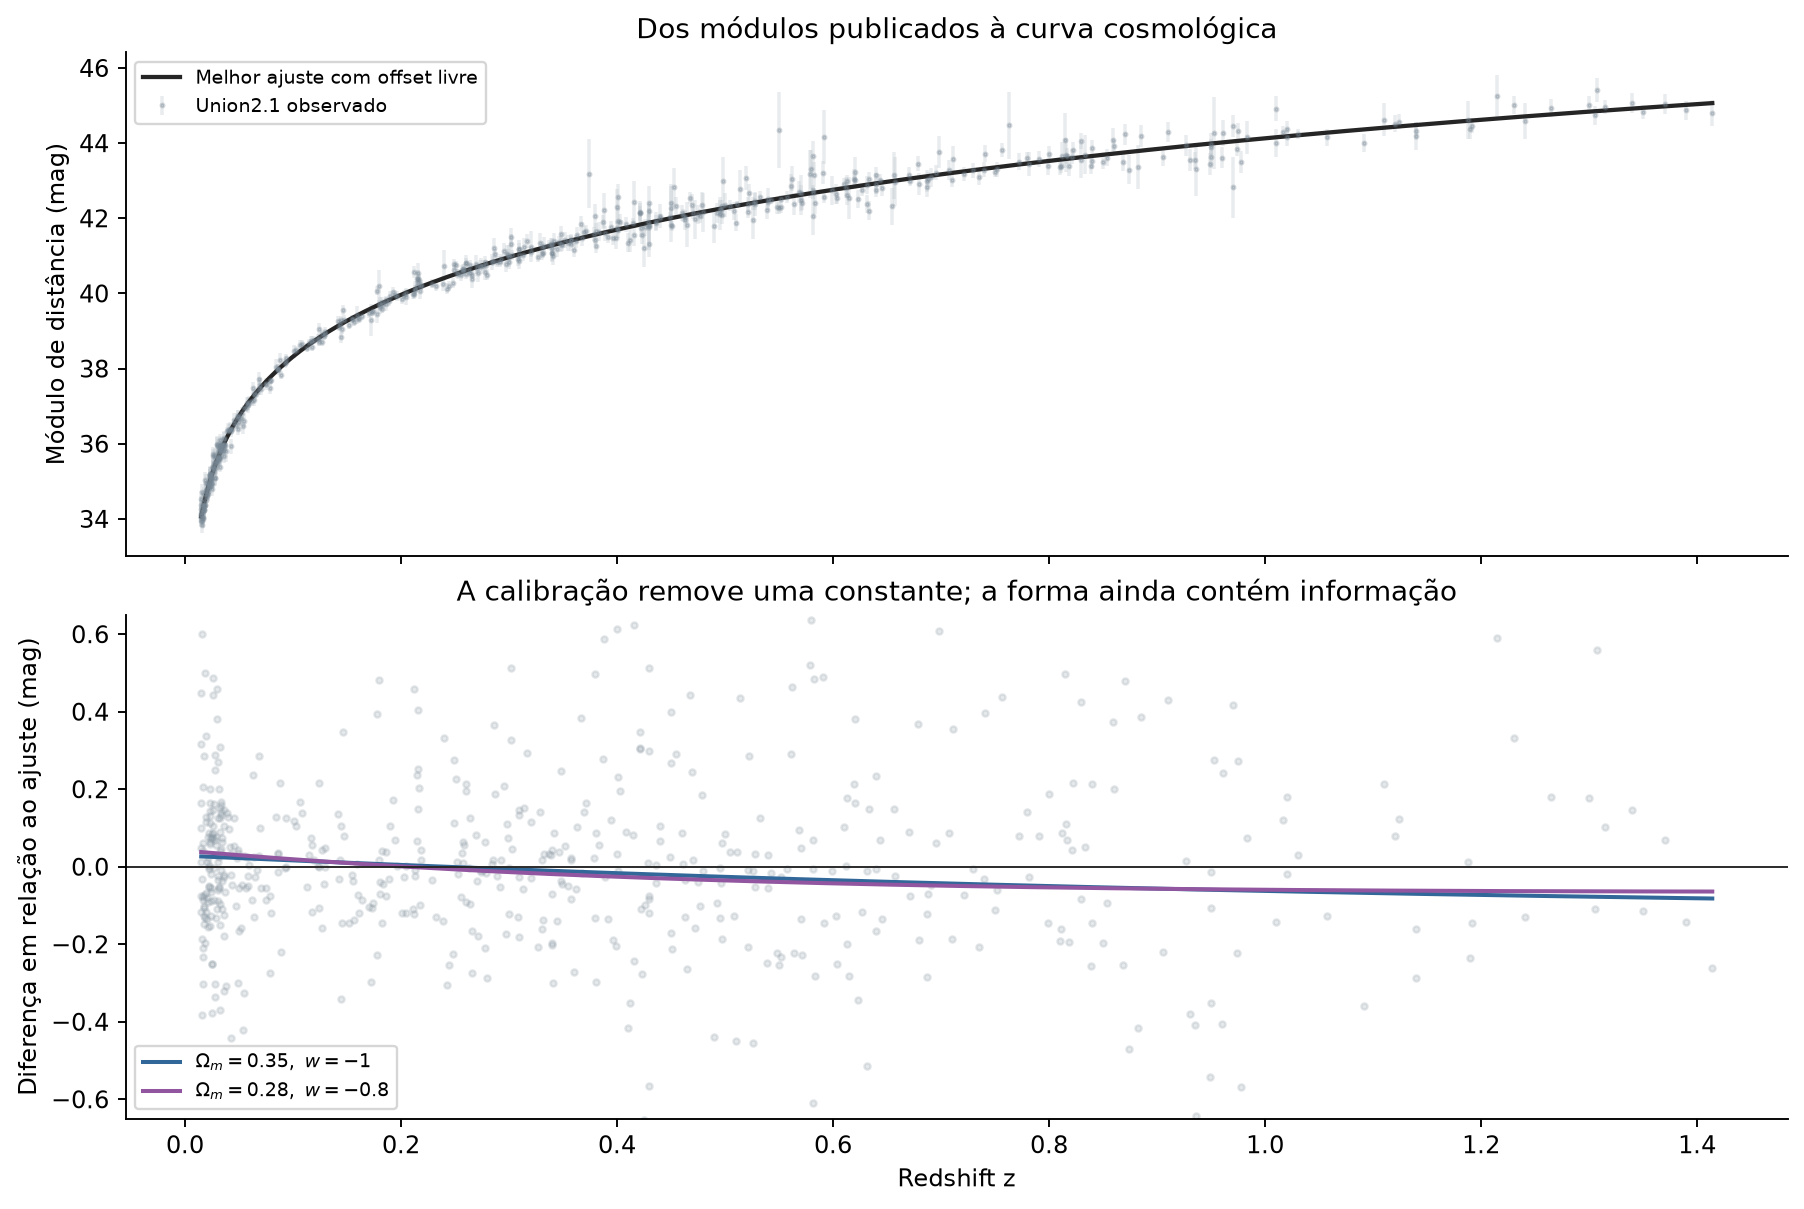 Dos módulos publicados à curva cosmológica
Melhor ajuste com offset livre
Union2.1 observado
Módulo de distância (mag)
46
44
42
40
38
36
34
A calibração remove uma constante; a forma ainda contém informação
Diferença em relação ao ajuste (mag)
0.6
0.4
0.2
0.0
−0.2
−0.4
−0.6
Ωm = 0.35, w = −1
Ωm = 0.28, w = −0.8
0.0 0.2 0.4 0.6 0.8 1.0 1.2 1.4
Redshift z